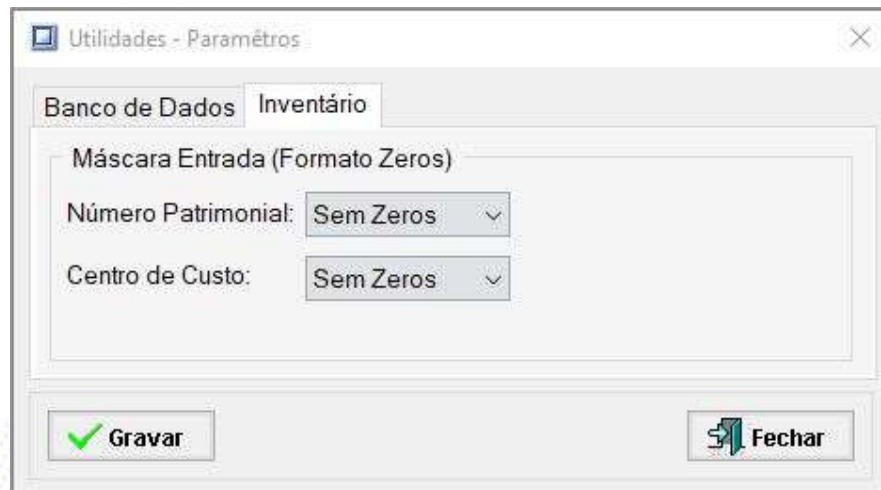 Utilidades - Paramêtros
Banco de Dados Inventário
Máscara Entrada (Formato Zeros)
Número Patrimonial: Sem Zeros
Centro de Custo: Sem Zeros
Gravar Fechar